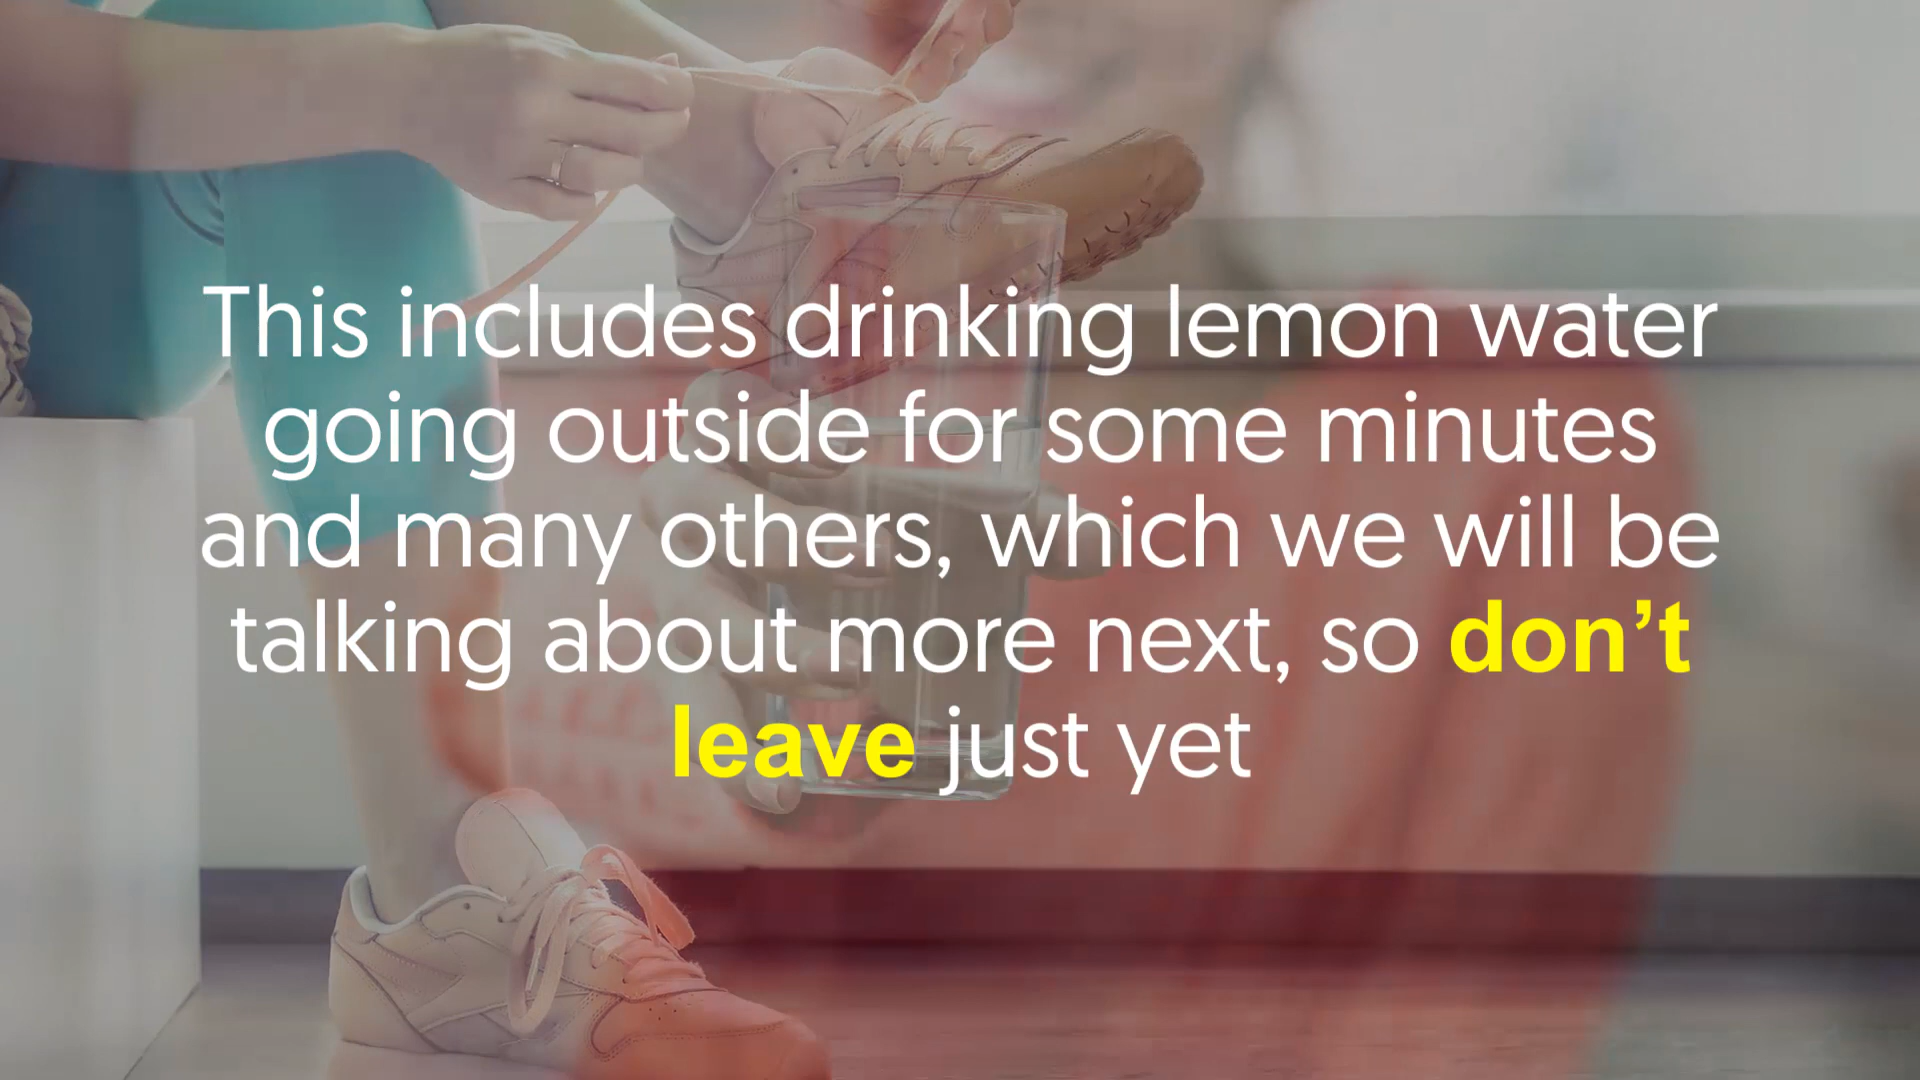 This includes drinking lemon water
going outside for some minutes
and many others, which we will be
talking about more next, so don’t
leave just yet